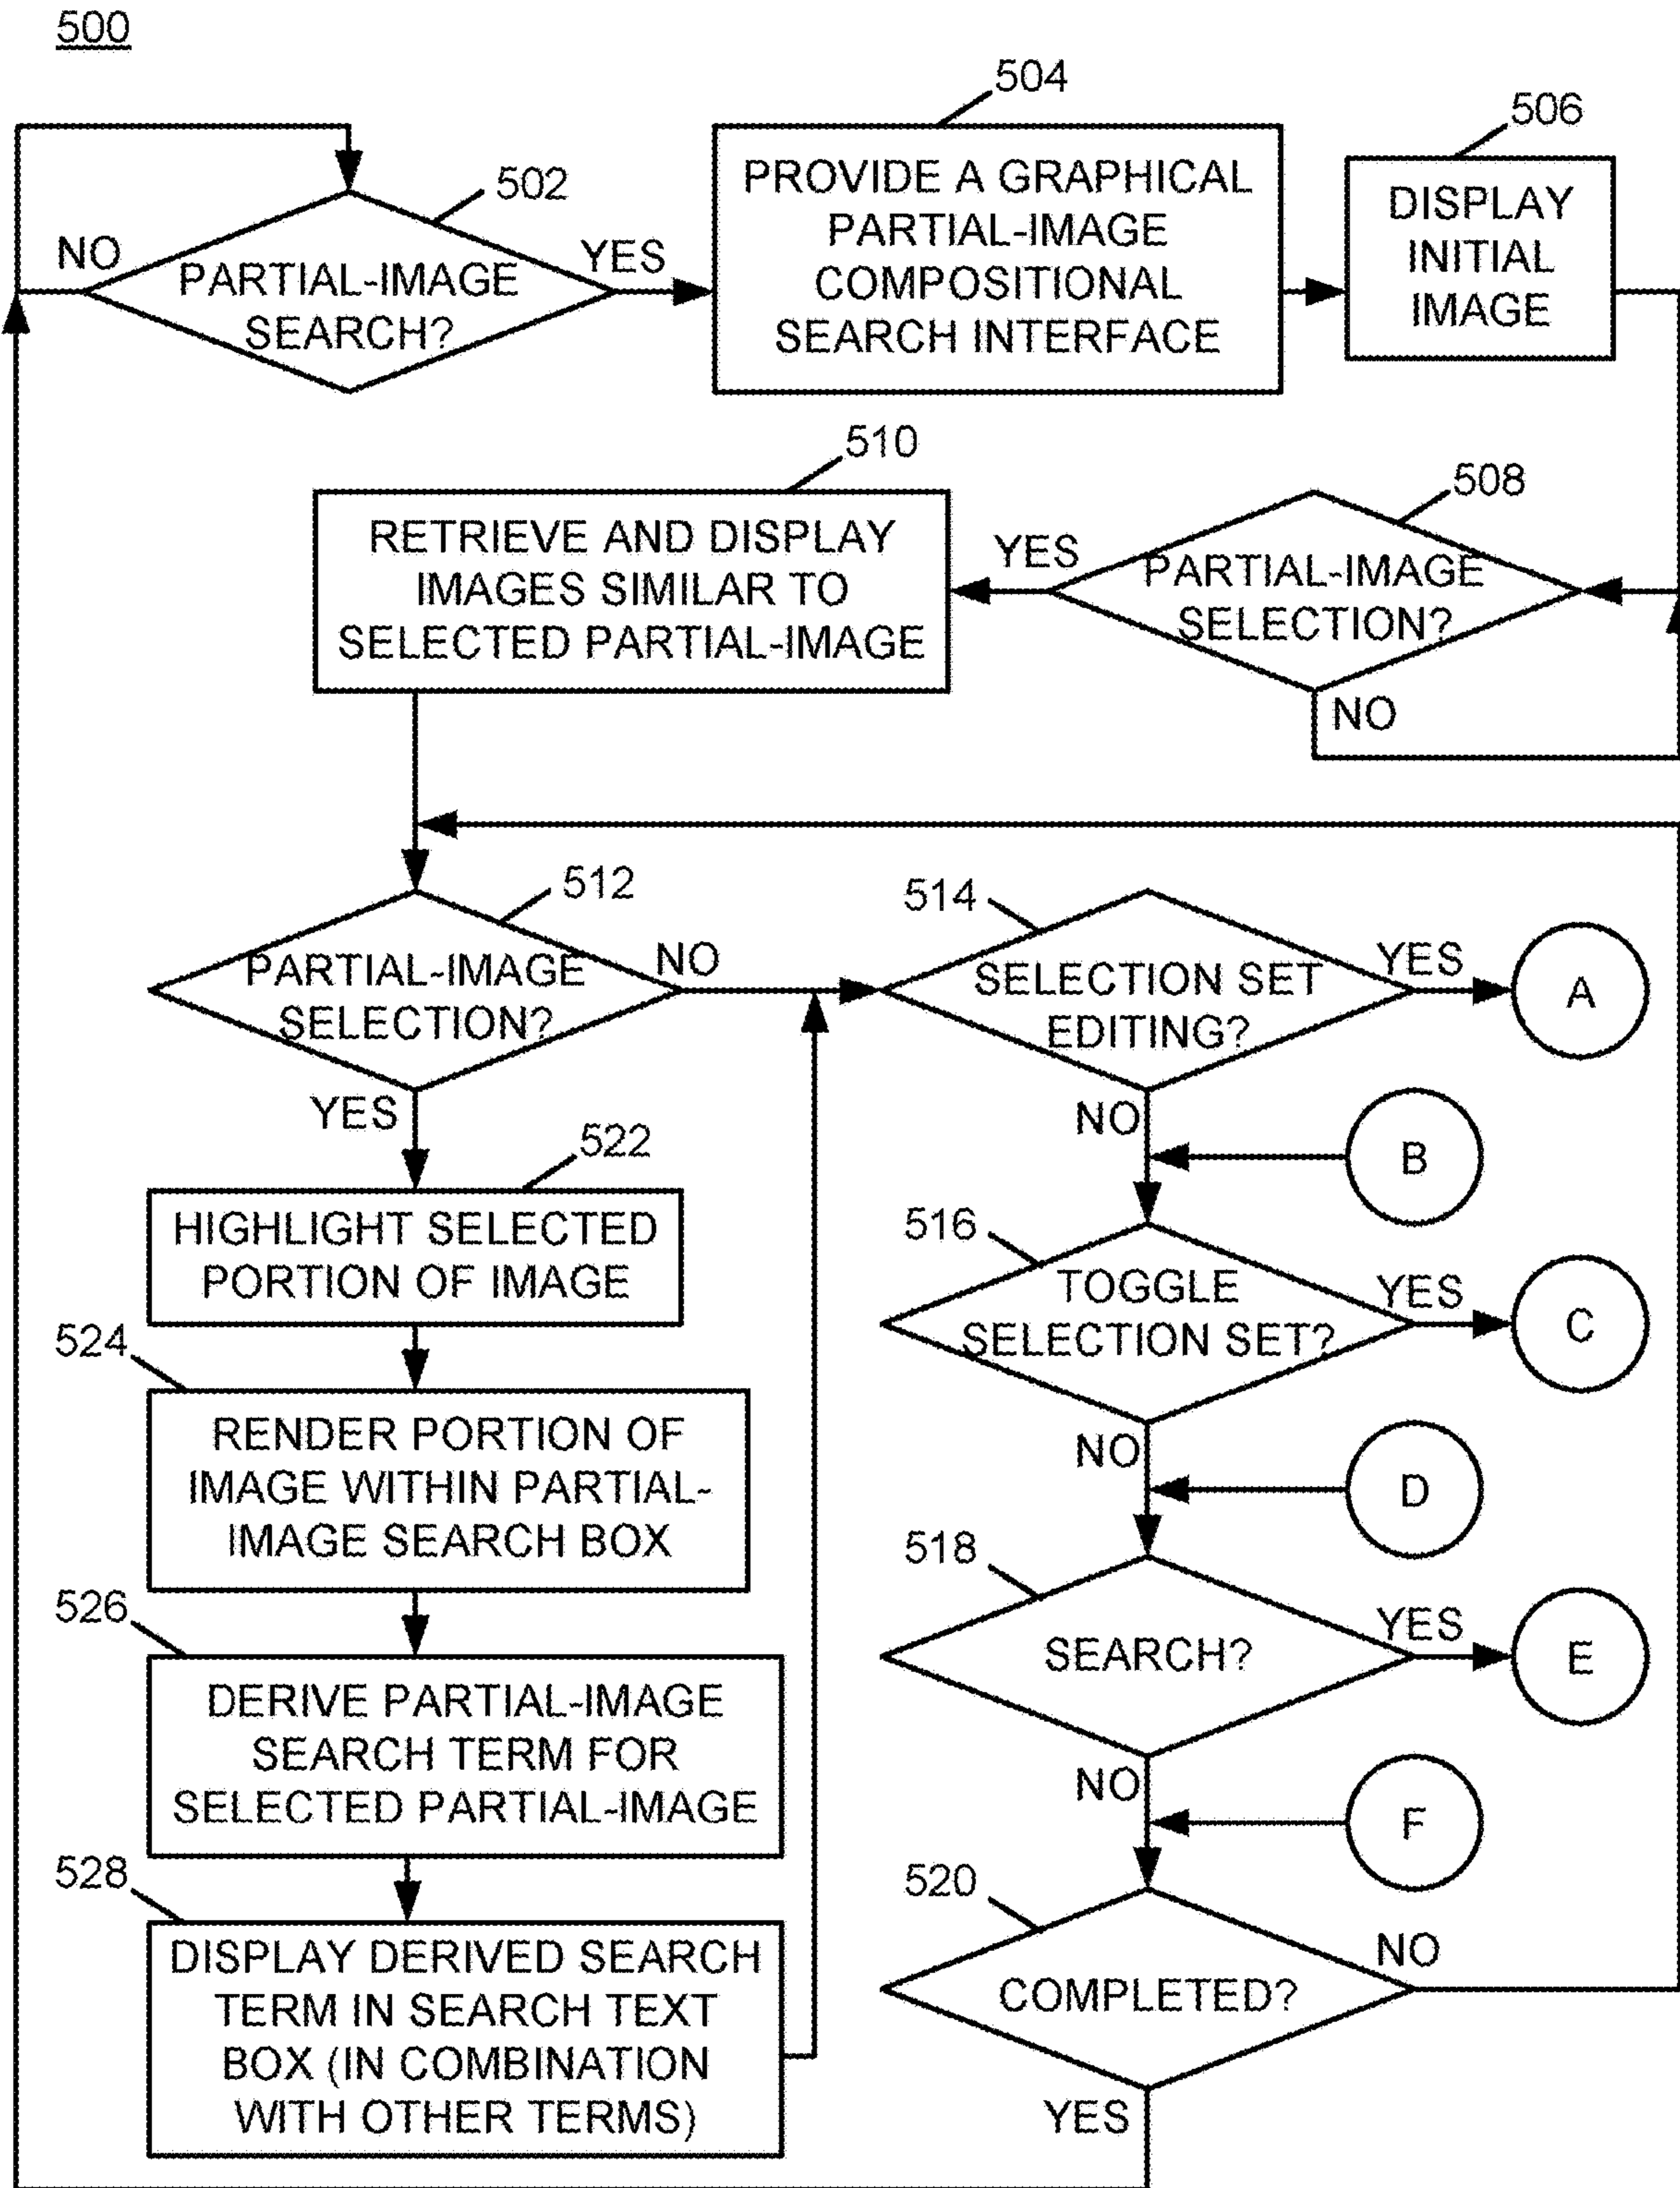 500
504
506
502
PROVIDE A GRAPHICAL
PARTIAL-IMAGE
COMPOSITIONAL
SEARCH INTERFACE
DISPLAY
INITIAL
IMAGE
NO
PARTIAL-IMAGE
SEARCH?
YES
510
508
RETRIEVE AND DISPLAY
IMAGES SIMILAR TO
SELECTED PARTIAL-IMAGE
YES
PARTIAL-IMAGE
SELECTION?
NO
512
514
PARTIAL-IMAGE
SELECTION?
NO
SELECTION SET
EDITING?
YES
A
YES
NO
B
522
516
HIGHLIGHT SELECTED
PORTION OF IMAGE
TOGGLE
SELECTION SET?
YES
C
524
RENDER PORTION OF
IMAGE WITHIN PARTIAL-
IMAGE SEARCH BOX
NO
D
518
526
SEARCH?
YES
E
DERIVE PARTIAL-IMAGE
SEARCH TERM FOR
SELECTED PARTIAL-IMAGE
NO
F
528
520
DISPLAY DERIVED SEARCH
TERM IN SEARCH TEXT
BOX (IN COMBINATION
WITH OTHER TERMS)
COMPLETED?
NO
YES